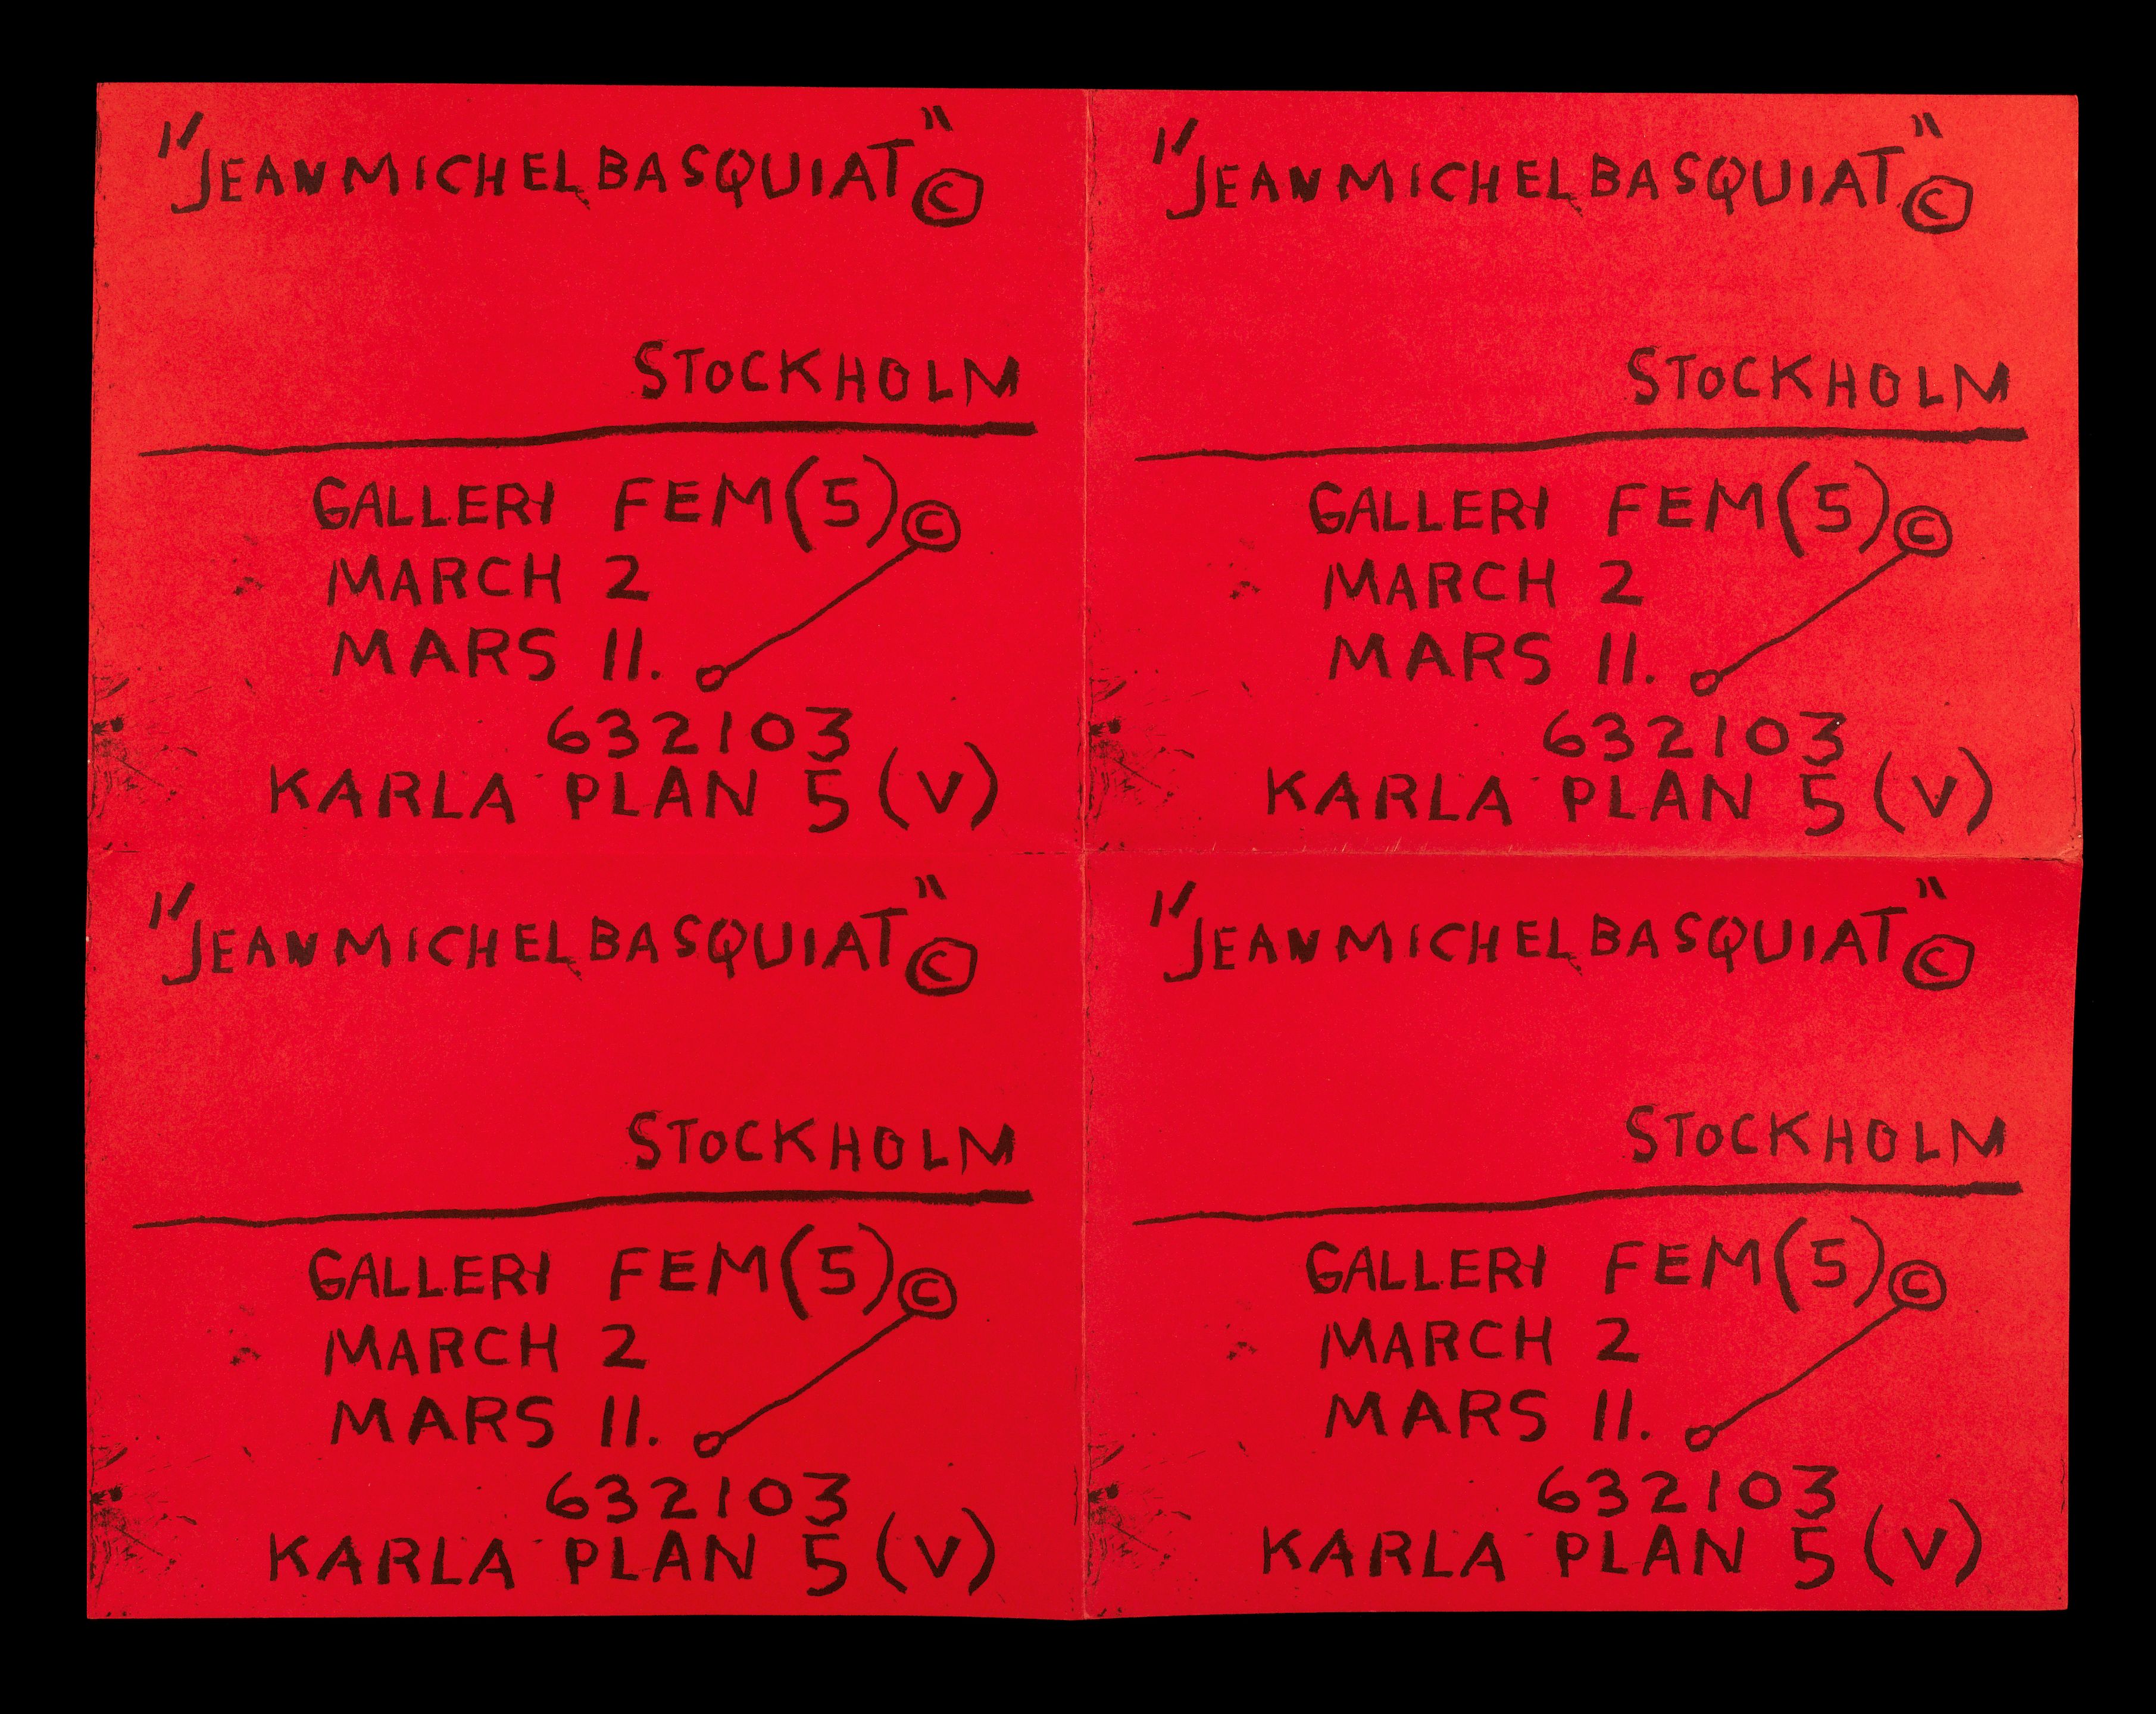 "JEANMICHELBASQUIAT" ©
STOCKHOLM
GALLERI FEM (5) ©
MARCH 2
MARS 11.
632103
KARLA PLAN 5 (V)
"JEANMICHELBASQUIAT" ©
STOCKHOLM
GALLERI FEM (5) ©
MARCH 2
MARS 11.
632103
KARLA PLAN 5 (V)
"JEANMICHELBASQUIAT" ©
STOCKHOLM
GALLERI FEM (5) ©
MARCH 2
MARS 11.
632103
KARLA PLAN 5 (V)
"JEANMICHELBASQUIAT" ©
STOCKHOLM
GALLERI FEM (5) ©
MARCH 2
MARS 11.
632103
KARLA PLAN 5 (V)